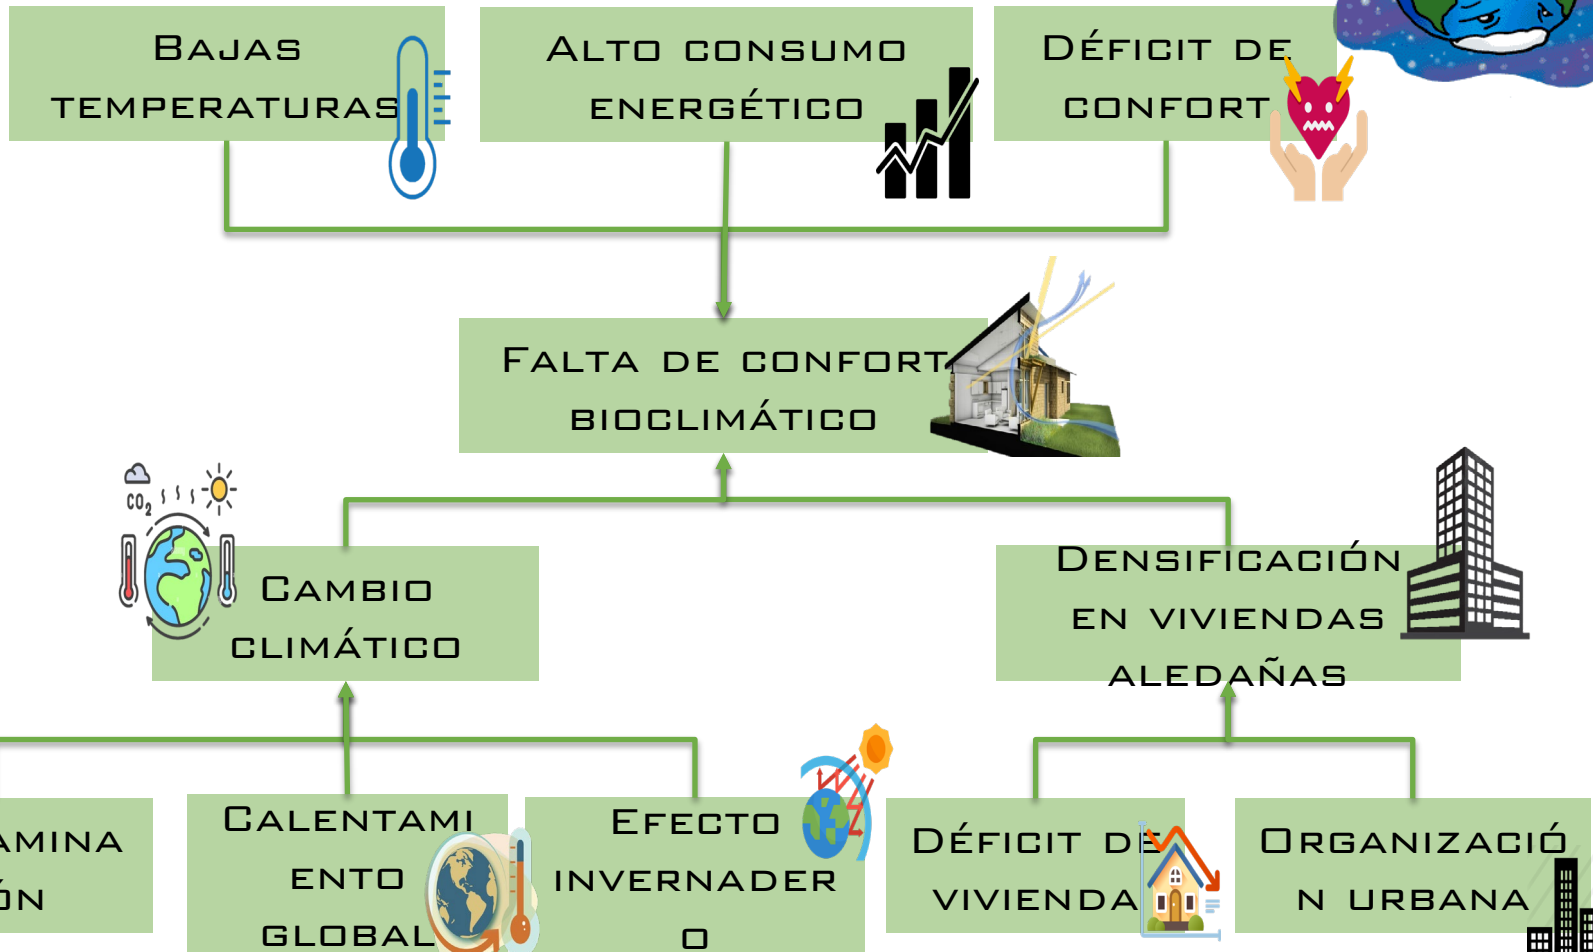 BAJAS
TEMPERATURAS
ALTO CONSUMO
ENERGÉTICO
DÉFICIT DE
CONFORT
FALTA DE CONFORT
BIOCLIMÁTICO
CO2
CAMBIO
CLIMÁTICO
DENSIFICACIÓN
EN VIVIENDAS
ALEDAÑAS
AMINA
ÓN
CALENTAMI
ENTO
GLOBAL
EFECTO
INVERNADER
O
DÉFICIT DE
VIVIENDA
ORGANIZACIÓ
N URBANA